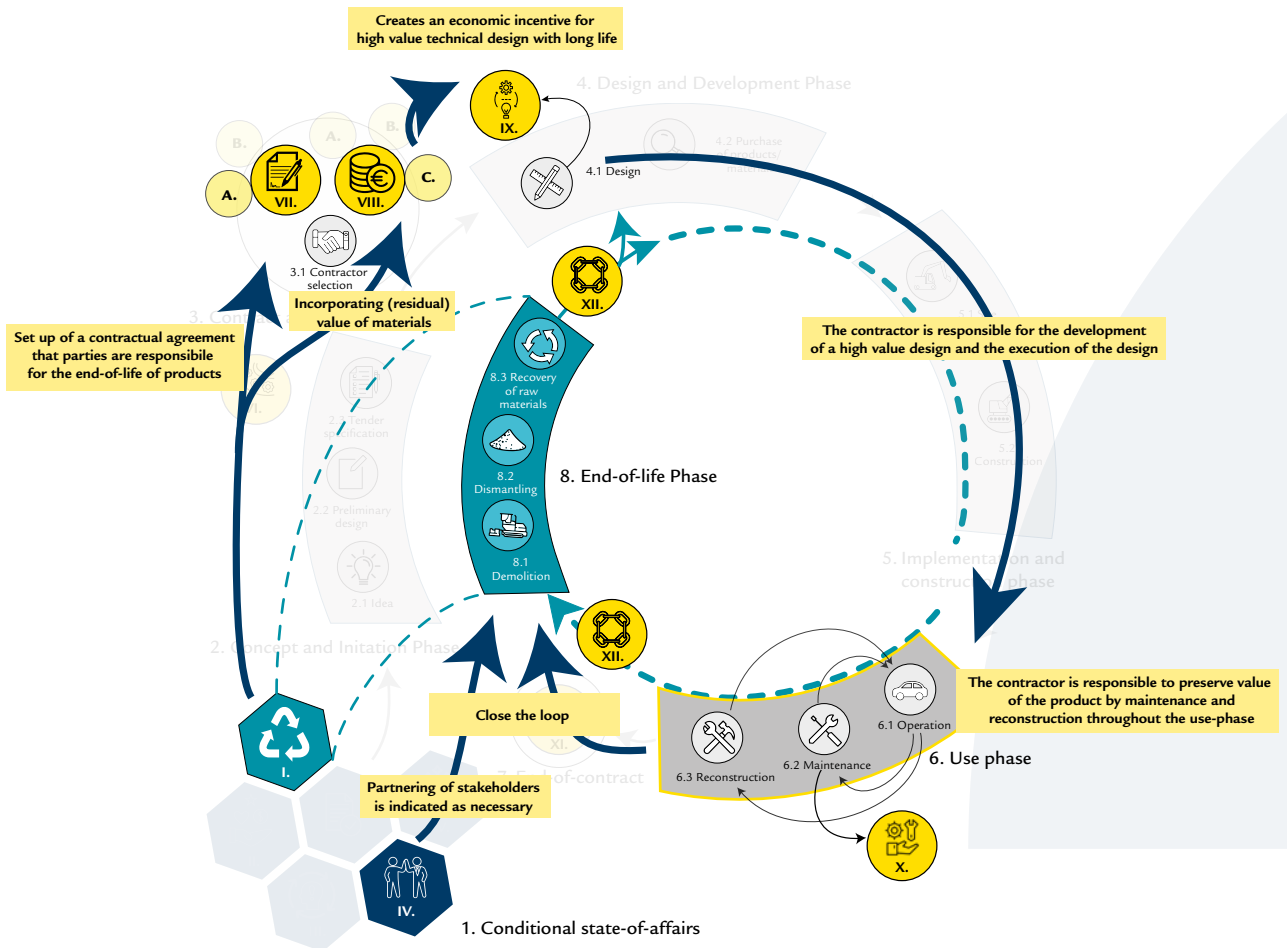 Creates an economic incentive for
high value technical design with long life
4. Design and Development Phase
IX.
B.
A.
B.
4.2 Purchase
of products/
4.1 Design
A.
VII.
VIII.
C.
3.1 Contractor
selection
XII.
Incorporating (residual)
value of materials
Set up of a contractual agreement
that parties are responsibile
for the end-of-life of products
The contractor is responsible for the development
of a high value design and the execution of the design
8.3 Recovery
of raw
materials
2.3 Tender
specification
8.2
Dismantling
8. End-of-life Phase
5.2
Construction
2.2 Preliminary
design
8.1
Demolition
2.1 Idea
5. Implementation and
construction phase
2. Concept and Initation Phase
XII.
The contractor is responsible to preserve value
of the product by maintenance and
reconstruction throughout the use-phase
Close the loop
6.1 Operation
6.2 Maintenance
6.3 Reconstruction
6. Use phase
I.
XI.
7. End-of-contract
Partnering of stakeholders
is indicated as necessary
X.
IV.
1. Conditional state-of-affairs